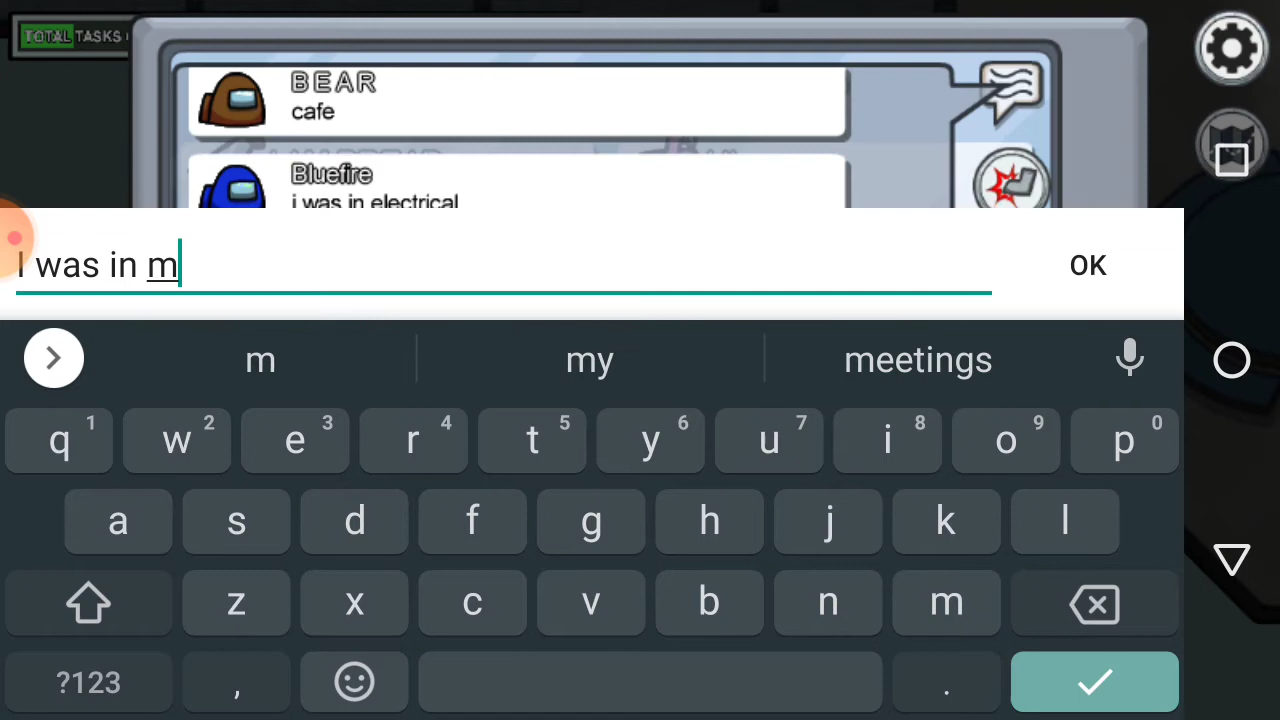 TOTAL TASKS
BEAR
cafe
Bluefire
i was in electrical
I was in m
OK
m my meetings
q 1 w 2 e 3 r 4 t 5 y 6 u 7 i 8 o 9 p 0
a s d f g h j k l
z x c v b n m
?123 , .